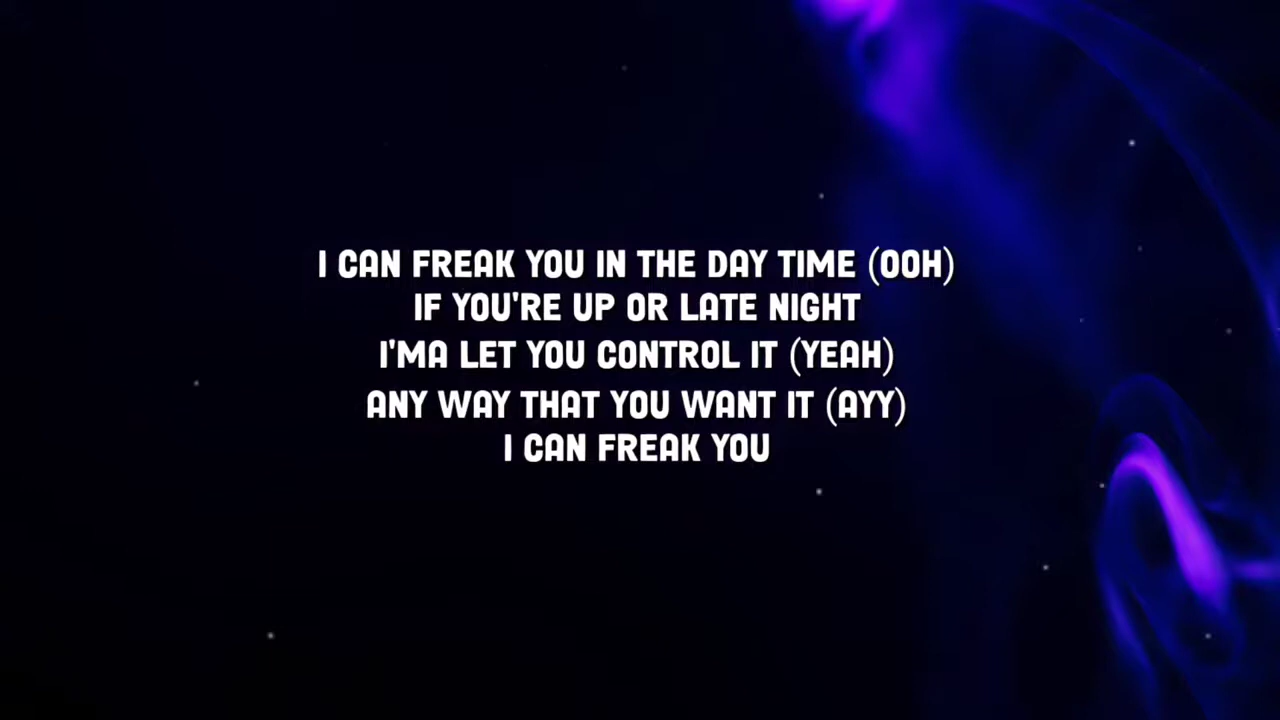 I CAN FREAK YOU IN THE DAY TIME (OOH)
IF YOU'RE UP OR LATE NIGHT
I'MA LET YOU CONTROL IT (YEAH)
ANY WAY THAT YOU WANT IT (AYY)
I CAN FREAK YOU